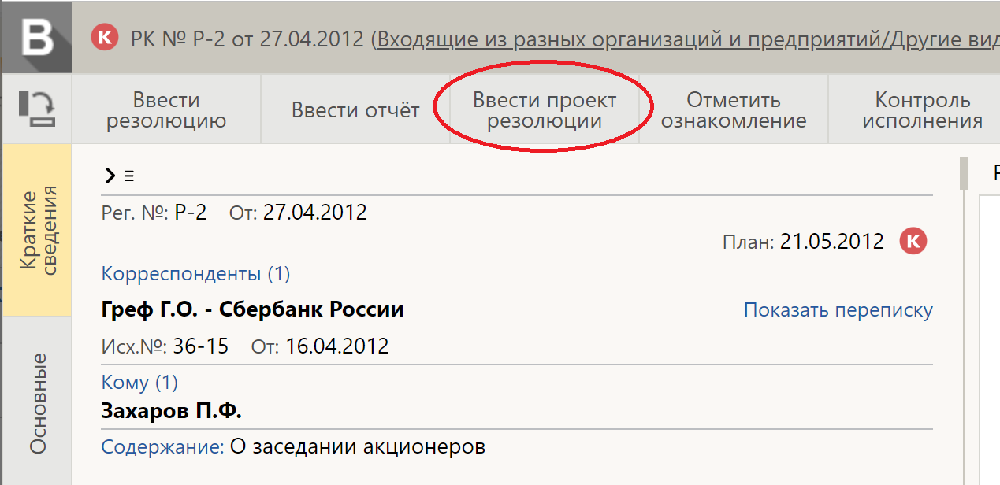 B
К РК № Р-2 от 27.04.2012 (Входящие из разных организаций и предприятий/Другие вид
Ввести
резолюцию
Ввести отчёт
Ввести проект
резолюции
Отметить
ознакомление
Контроль
исполнения
Краткие
сведения
Основные
Рег. №: Р-2 От: 27.04.2012
План: 21.05.2012 К
Корреспонденты (1)
Греф Г.О. - Сбербанк России
Показать переписку
Исх.№: 36-15 От: 16.04.2012
Кому (1)
Захаров П.Ф.
Содержание: О заседании акционеров